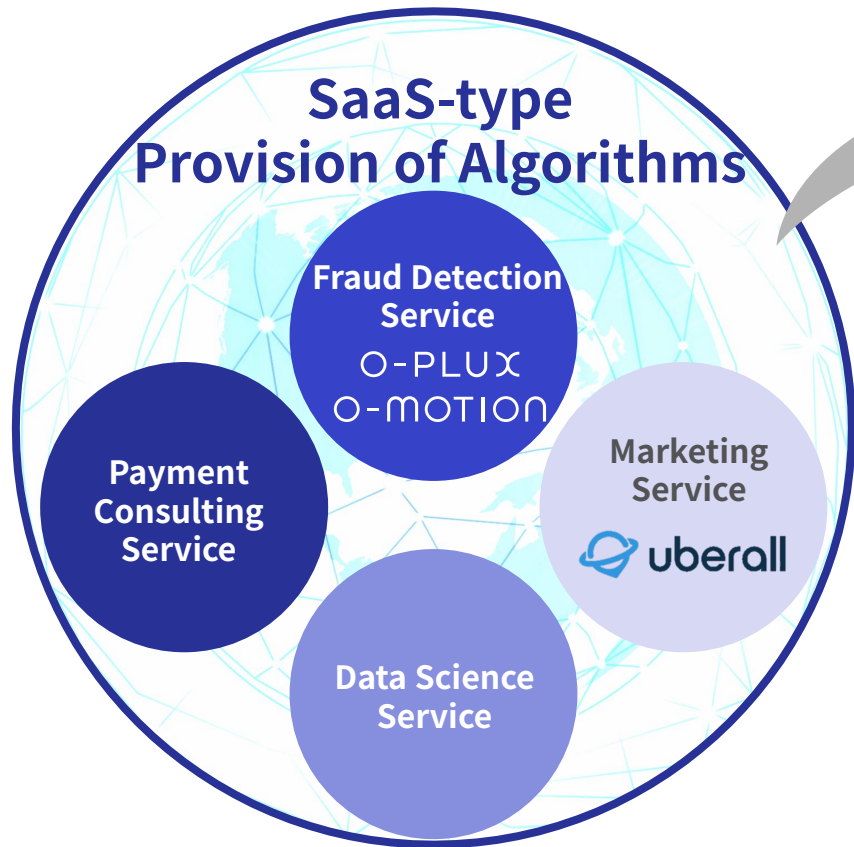 SaaS-type
Provision of Algorithms
Fraud Detection
Service
O-PLUX
O-MOTION
Payment
Consulting
Service
Marketing
Service
uberall
Data Science
Service